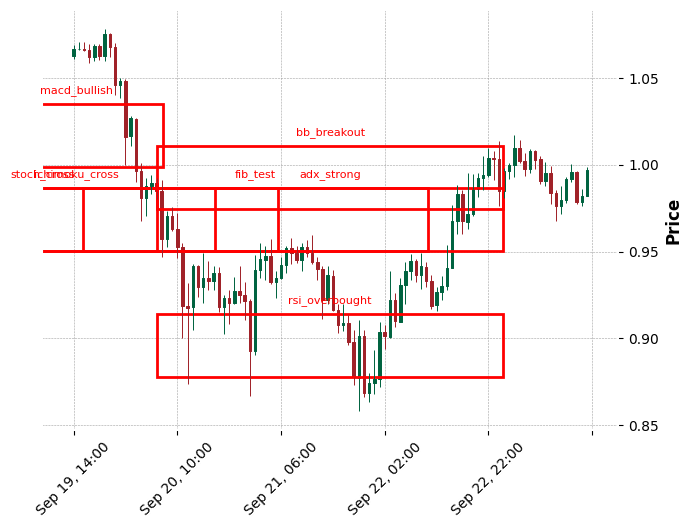 macd_bullish
bb_breakout
ichimoku_cross
fib_test
adx_strong
rsi_overbought
1.05
1.00
0.95
0.90
0.85
Price
Sep 19, 14:00
Sep 20, 10:00
Sep 21, 06:00
Sep 22, 02:00
Sep 22, 22:00